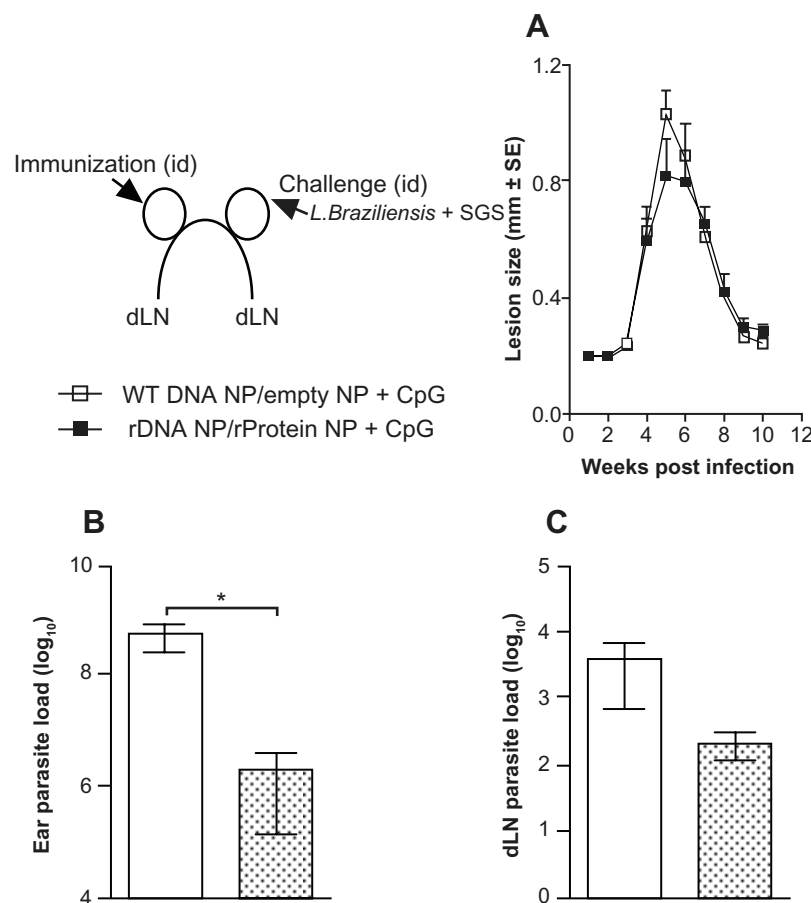 A
Immunization (id)
Challenge (id)
L.Braziliensis + SGS
dLN
dLN
WT DNA NP/empty NP + CpG
rDNA NP/rProtein NP + CpG
Lesion size (mm ± SE)
1.2
0.8
0.4
0.0
0 2 4 6 8 10 12
Weeks post infection
B
Ear parasite load (log10)
10
8
6
4
*
C
dLN parasite load (log10)
5
4
3
2
1
0